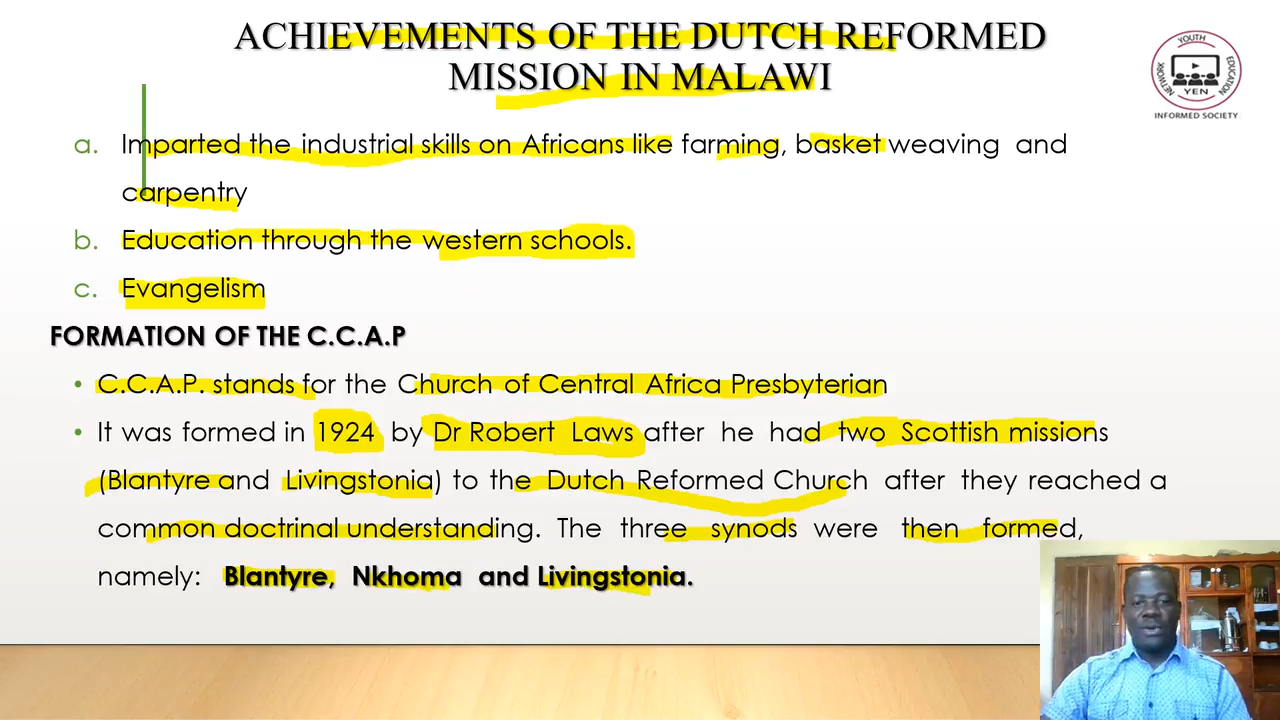 ACHIEVEMENTS OF THE DUTCH REFORMED
MISSION IN MALAWI
YOUTH
EDUCATION
NETWORK
YEN
INFORMED SOCIETY
a. Imparted the industrial skills on Africans like farming, basket weaving and
carpentry
b. Education through the western schools.
c. Evangelism
FORMATION OF THE C.C.A.P
• C.C.A.P. stands for the Church of Central Africa Presbyterian
• It was formed in 1924 by Dr Robert Laws after he had two Scottish missions
(Blantyre and Livingstonia) to the Dutch Reformed Church after they reached a
common doctrinal understanding. The three synods were then formed,
namely: Blantyre, Nkhoma and Livingstonia.